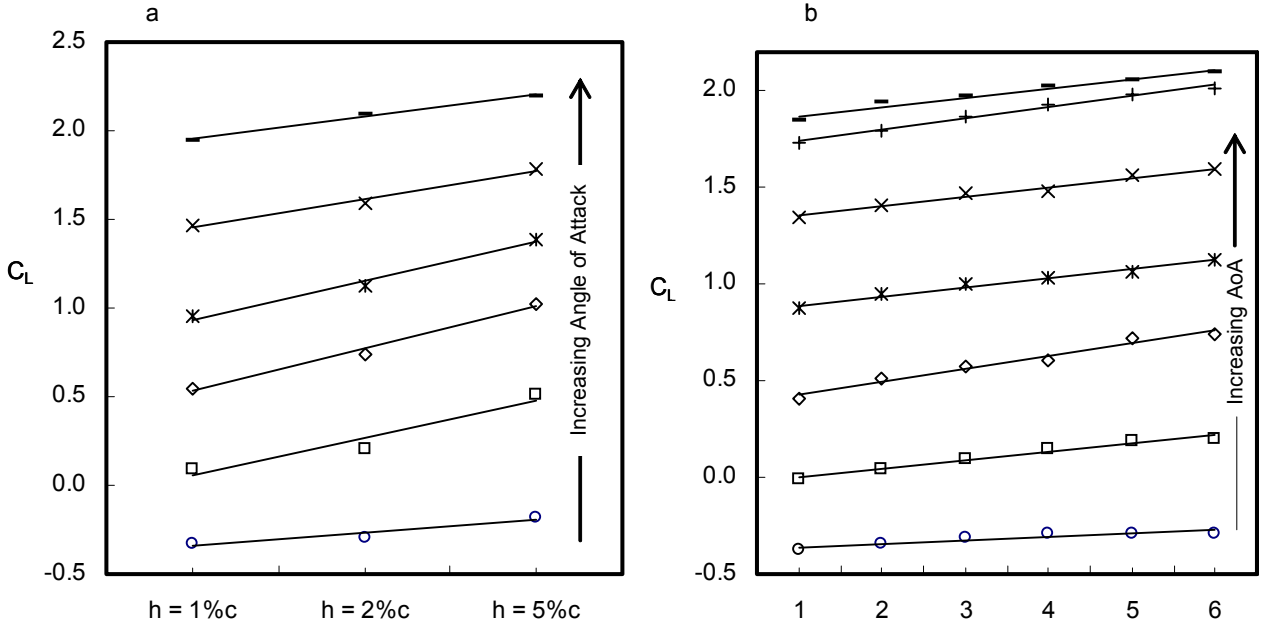 a
2.5
2.0
1.5
1.0
0.5
0.0
-0.5
CL
Increasing Angle of Attack
h = 1%c
h = 2%c
h = 5%c
b
2.0
1.5
1.0
0.5
0.0
-0.5
CL
Increasing AoA
1
2
3
4
5
6